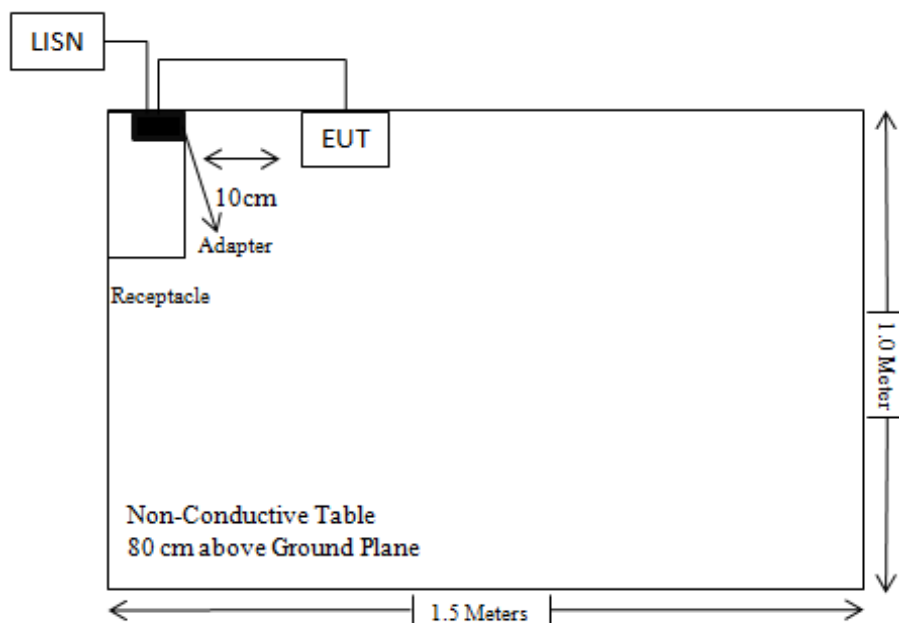 LISN
EUT
10cm
Adapter
Receptacle
1.0 Meter
Non-Conductive Table
80 cm above Ground Plane
1.5 Meters